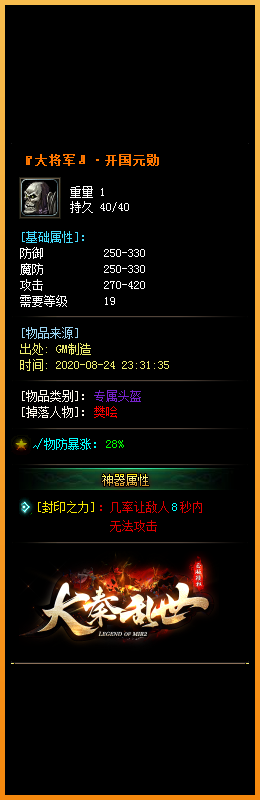 『大将军』·开国元勋
重量 1
持久 40/40
[基础属性]:
防御 250-330
魔防 250-330
攻击 270-420
需要等级 19
[物品来源]
出处: GM制造
时间: 2020-08-24 23:31:35
[物品类别]: 专属头盔
[掉落人物]: 樊哙
√物防暴涨: 28%
神器属性
[封印之力]: 几率让敌人8秒内
无法攻击
大秦乱世
LEGEND OF MIR2